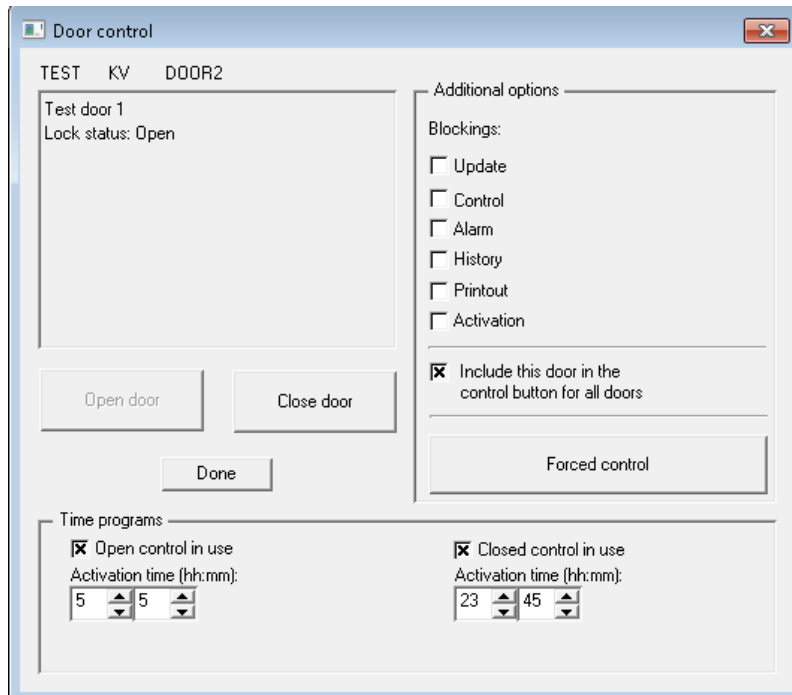 Door control
TEST KV DOOR2
Test door 1
Lock status: Open
Open door
Close door
Done
Additional options
Blockings:
Update
Control
Alarm
History
Printout
Activation
Include this door in the
control button for all doors
Forced control
Time programs
Open control in use
Activation time (hh:mm):
5 5
Closed control in use
Activation time (hh:mm):
23 45